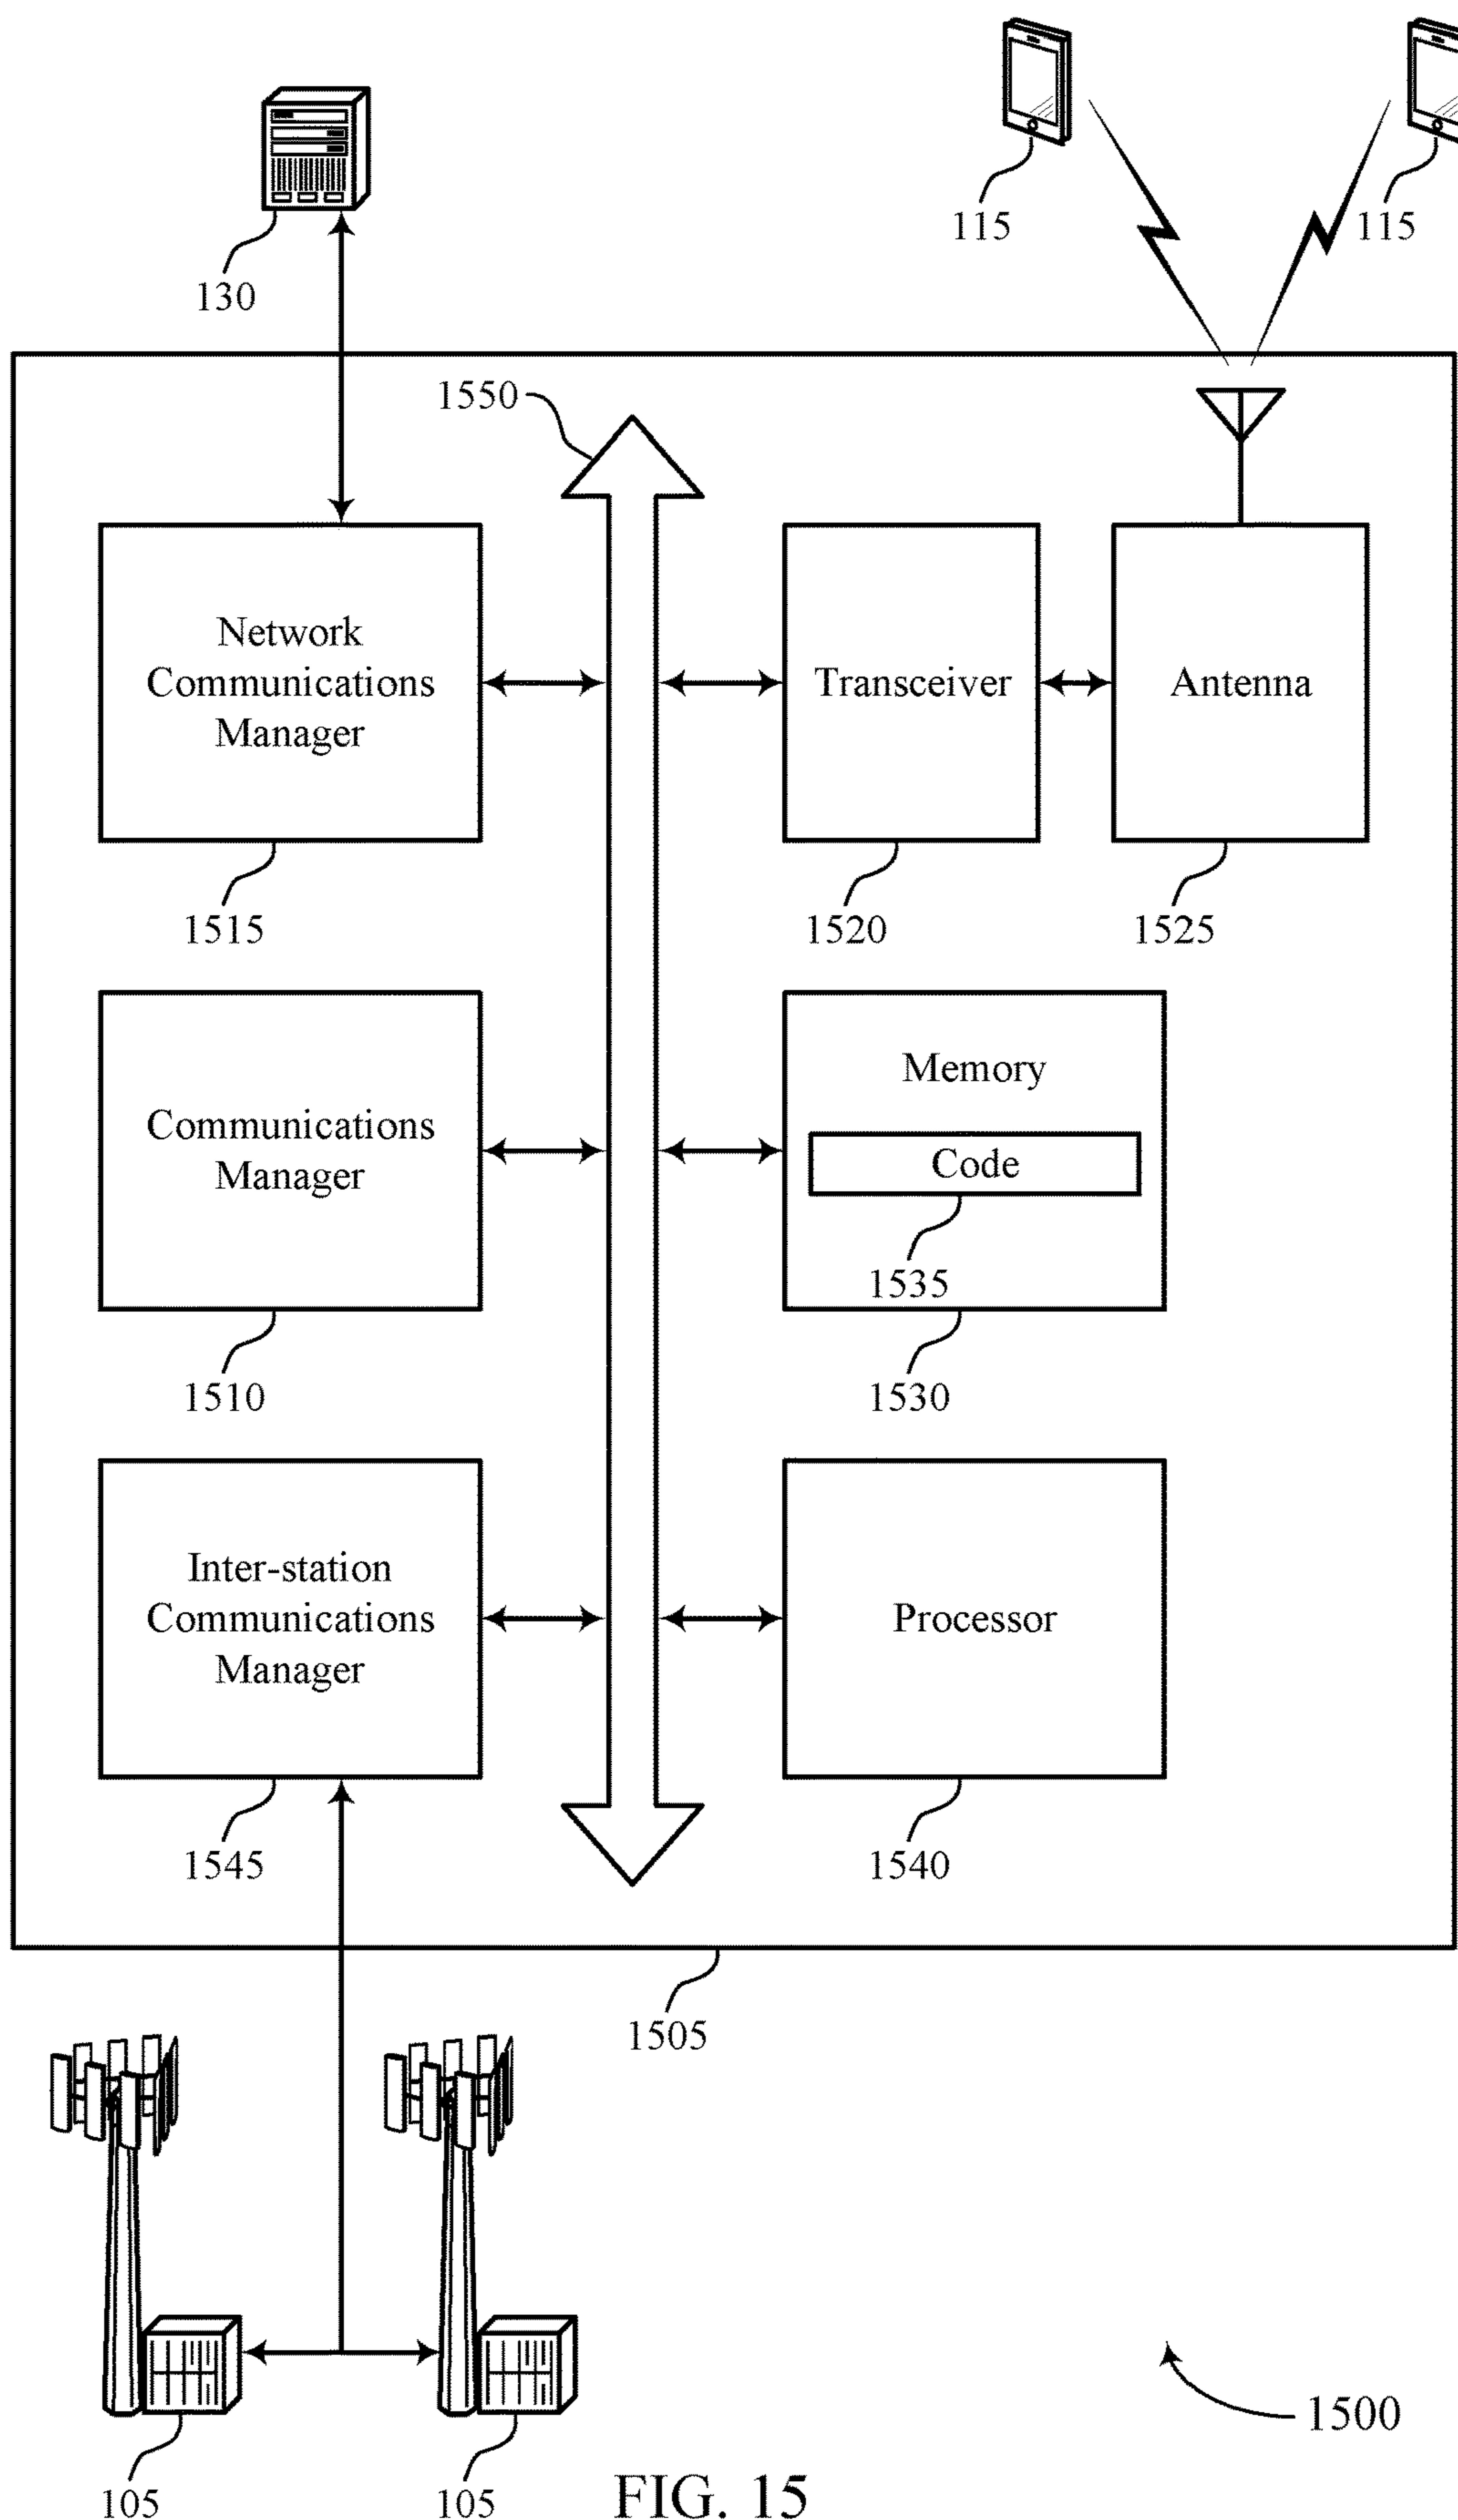 115
115
130
1550
Network
Communications
Manager
Transceiver
Antenna
1515
1520
1525
Communications
Manager
Memory
Code
1535
1510
1530
Inter-station
Communications
Manager
Processor
1545
1540
1505
1500
105
105
FIG. 15